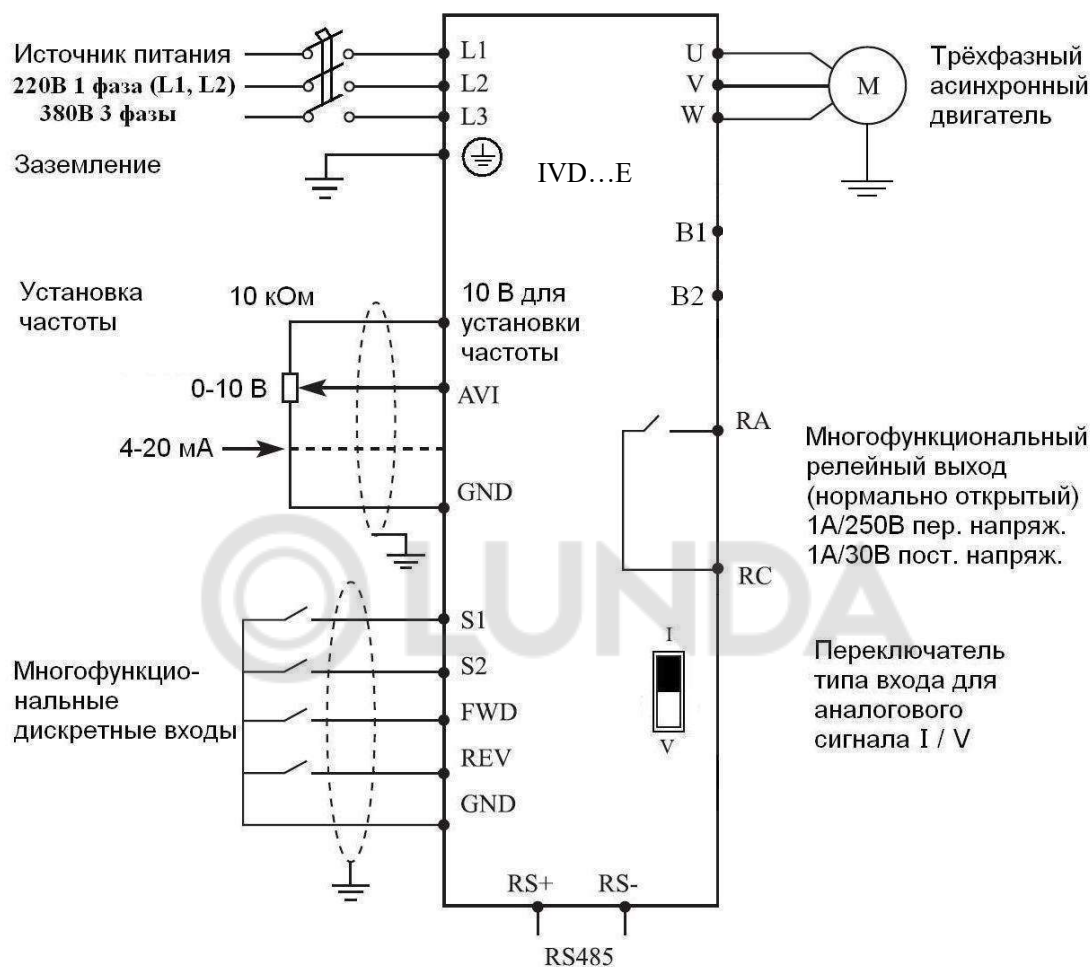 Источник питания
220В 1 фаза (L1, L2)
380В 3 фазы
Заземление
L1
L2
L3
IVD…E
U
V
W
M
Трёхфазный
асинхронный
двигатель
B1
B2
Установка
частоты
10 кОм
10 В для
установки
частоты
0-10 В
AVI
4-20 мА
GND
RA
Многофункциональный
релейный выход
(нормально открытый)
1А/250В пер. напряж.
1А/30В пост. напряж.
RC
LUNDA
Многофункцио-
нальные
дискретные входы
S1
S2
FWD
REV
GND
I
V
Переключатель
типа входа для
аналогового
сигнала I / V
RS+
RS-
RS485